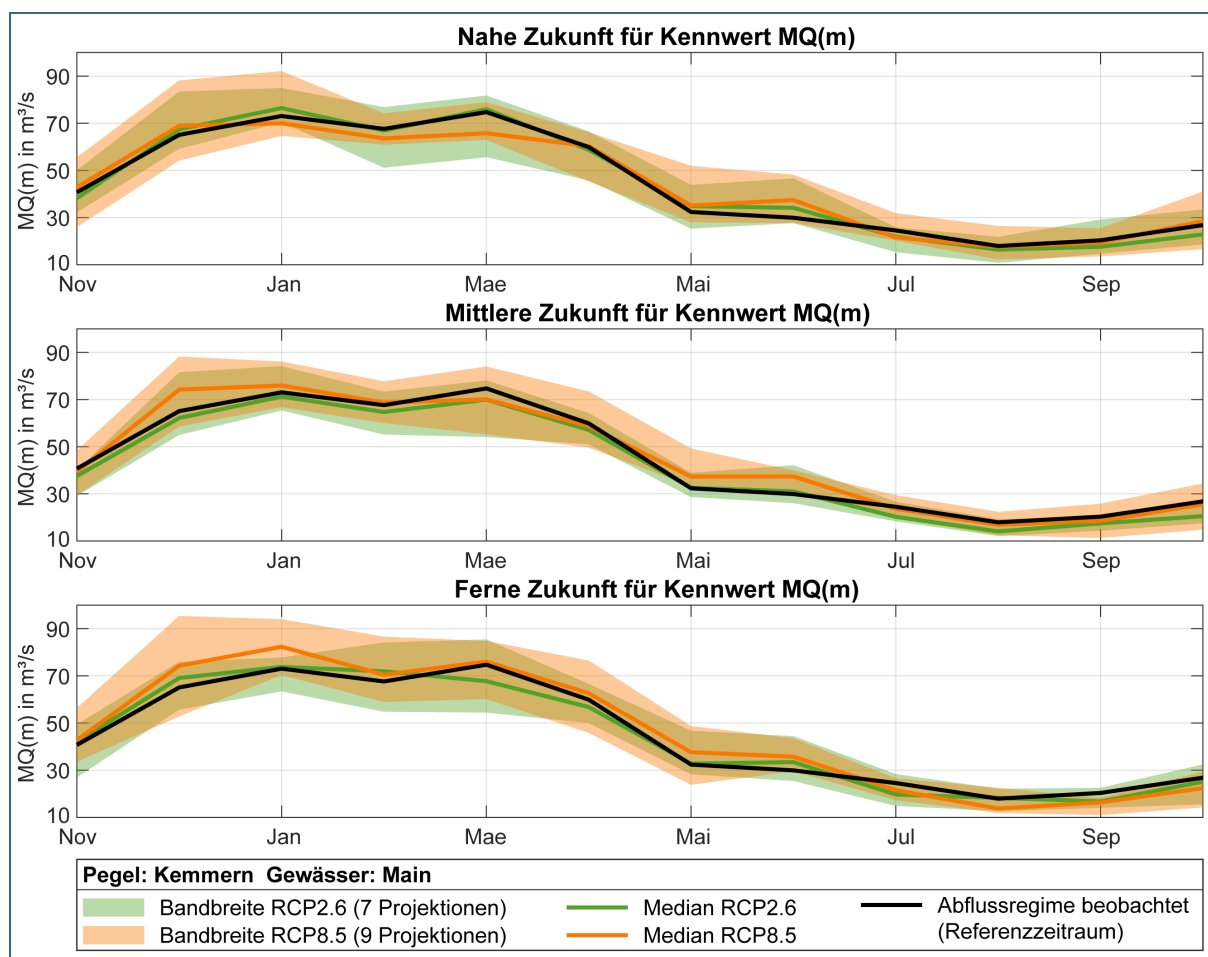 Nahe Zukunft für Kennwert MQ(m)
MQ(m) in m³/s
90
70
50
30
10
Nov Jan Mae Mai Jul Sep
Mittlere Zukunft für Kennwert MQ(m)
MQ(m) in m³/s
90
70
50
30
10
Nov Jan Mae Mai Jul Sep
Ferne Zukunft für Kennwert MQ(m)
MQ(m) in m³/s
90
70
50
30
10
Nov Jan Mae Mai Jul Sep
Pegel: Kemmern Gewässer: Main
Bandbreite RCP2.6 (7 Projektionen)
Bandbreite RCP8.5 (9 Projektionen)
Median RCP2.6
Median RCP8.5
Abflussregime beobachtet
(Referenzzeitraum)